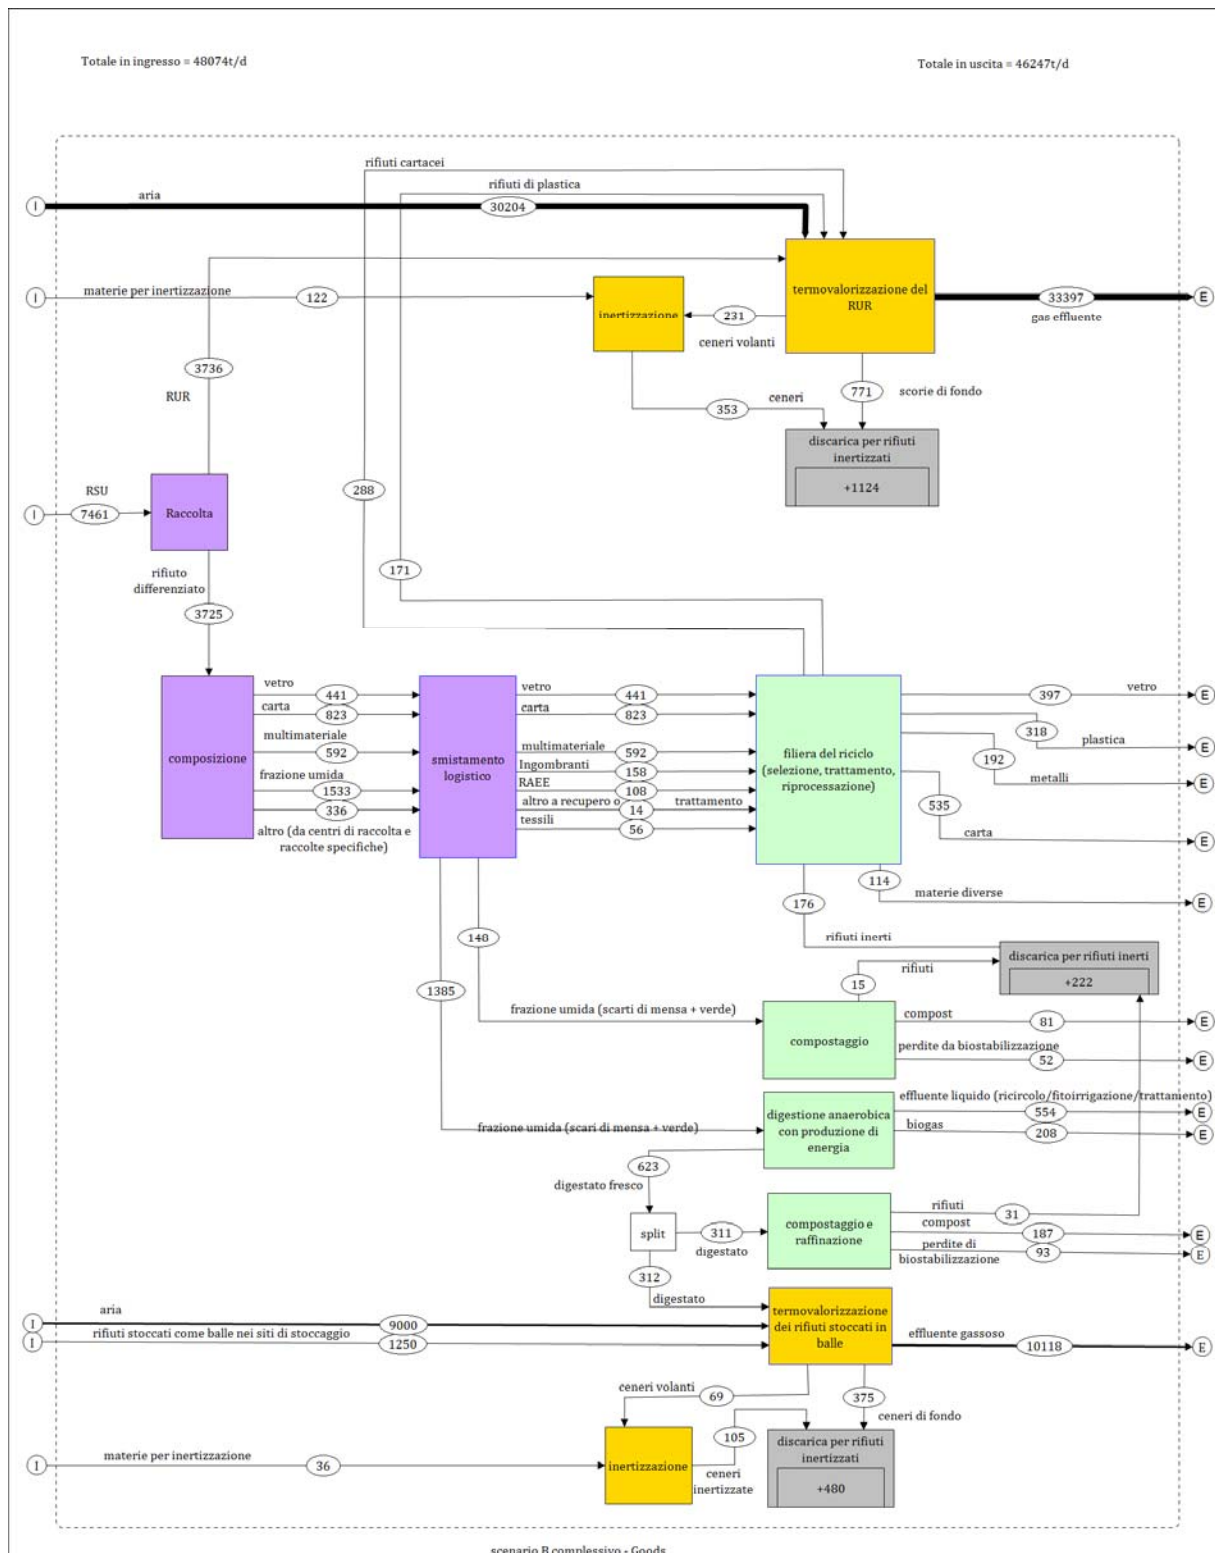 Totale in ingresso = 48074t/d
Totale in uscita = 46247t/d
rifiuti cartacei
rifiuti di plastica
aria
I
30204
termovalorizzazione del
RUR
materie per inertizzazione
I
122
inertizzazione
231
ceneri volanti
33397
gas effluente
E
3736
RUR
771
scorie di fondo
ceneri
353
discarica per rifiuti
inertizzati
+1124
RSU
I
7461
Raccolta
288
171
rifiuto
differenziato
3725
composizione
vetro
441
carta
823
multimateriale
592
frazione umida
1533
336
altro (da centri di raccolta e
raccolte specifiche)
smistamento
logistico
vetro
441
carta
823
multimateriale
592
Ingombranti
158
RAEE
108
altro a recupero o
14
trattamento
tessili
56
filiera del riciclo
(selezione, trattamento,
riprocessazione)
397
vetro
E
318
plastica
E
192
metalli
E
535
carta
E
114
materie diverse
E
176
rifiuti inerti
discarica per rifiuti inerti
+222
148
1385
rifiuti
15
frazione umida (scarti di mensa + verde)
compostaggio
compost
81
E
perdite da biostabilizzazione
52
E
frazione umida (scari di mensa + verde)
digestione anaerobica
con produzione di
energia
effluente liquido (ricircolo/fitoirrigazione/trattamento)
554
E
biogas
208
E
623
digestato fresco
split
311
digestato
compostaggio e
raffinazione
rifiuti
31
compost
187
E
perdite di
biostabilizzazione
93
E
312
digestato
aria
I
9000
rifiuti stoccati come balle nei siti di stoccaggio
I
1250
termovalorizzazione
dei rifiuti stoccati in
balle
effluente gassoso
10118
E
ceneri volanti
69
375
ceneri di fondo
105
materie per inertizzazione
I
36
inertizzazione
ceneri
inertizzate
discarica per rifiuti
inertizzati
+480
scenario B complessivo - Goods